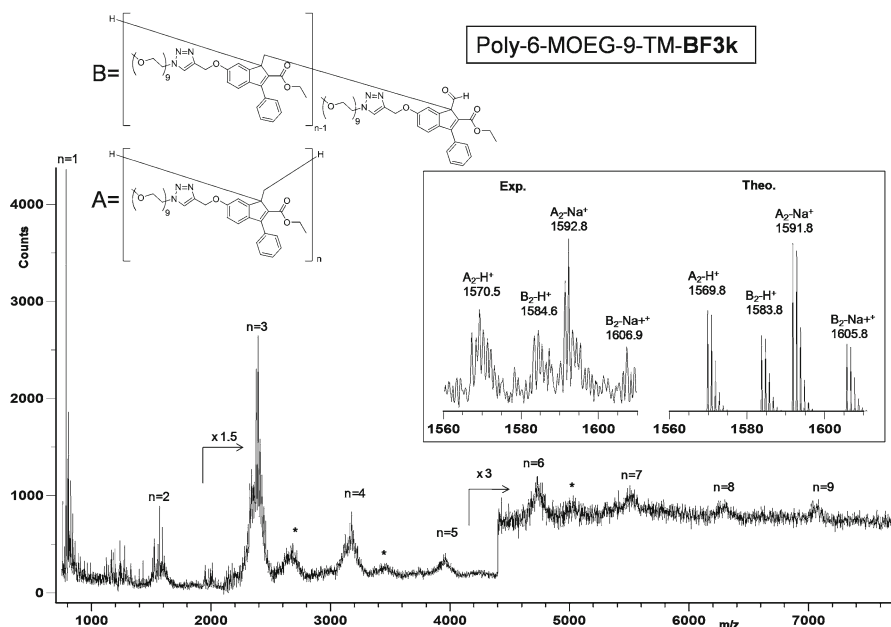 Poly-6-MOEG-9-TM-BF3k
H
B=
O
9
N
N=N
O
O
O
n-1
O
9
N
N=N
O
O
H
O
O
H
H
A=
O
9
N
N=N
O
O
O
n
n=1
n=2
n=3
n=4
n=5
n=6
n=7
n=8
n=9
x 1.5
x 3
*
*
*
Exp.
A2-H+
1570.5
B2-H+
1584.6
A2-Na+
1592.8
B2-Na++
1606.9
1560 1580 1600
Theo.
A2-H+
1569.8
B2-H+
1583.8
A2-Na+
1591.8
B2-Na++
1605.8
1560 1580 1600
Counts
4000
3000
2000
1000
0
1000 2000 3000 4000 5000 6000 7000
m/z